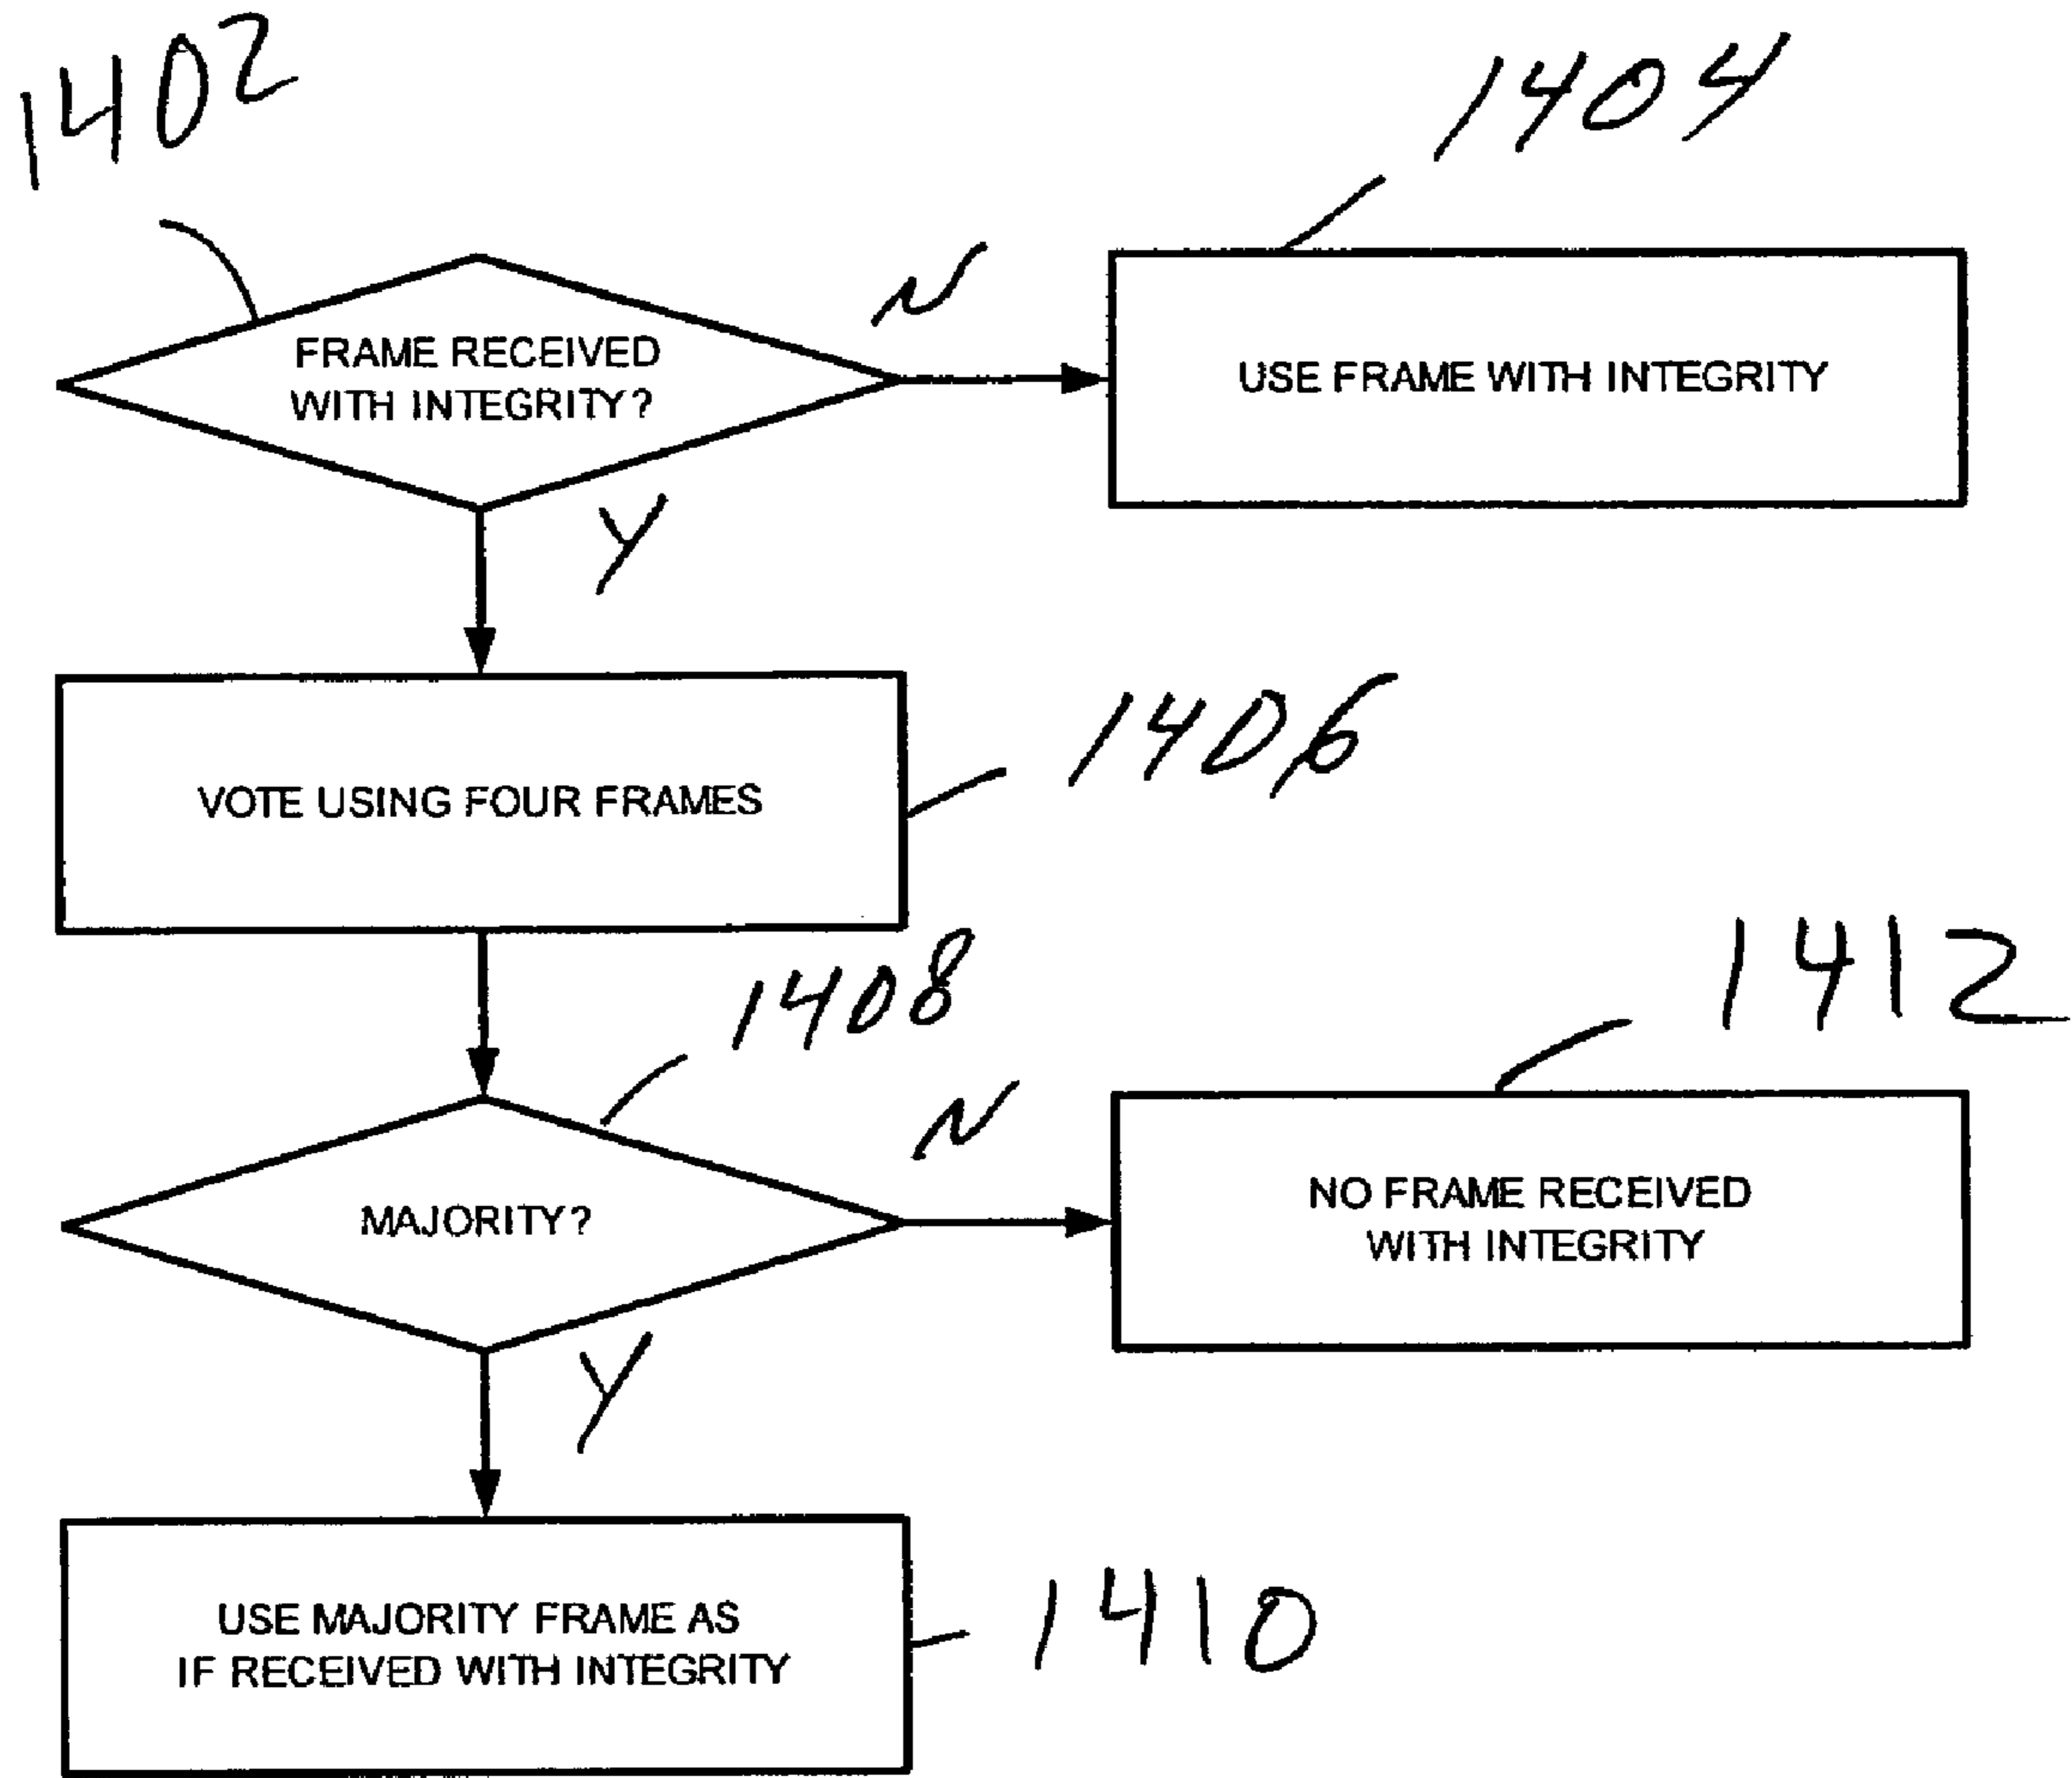 1402
1404
FRAME RECEIVED
WITH INTEGRITY?
N
USE FRAME WITH INTEGRITY
Y
VOTE USING FOUR FRAMES
1406
1408
1412
MAJORITY?
N
NO FRAME RECEIVED
WITH INTEGRITY
Y
USE MAJORITY FRAME AS
IF RECEIVED WITH INTEGRITY
1410